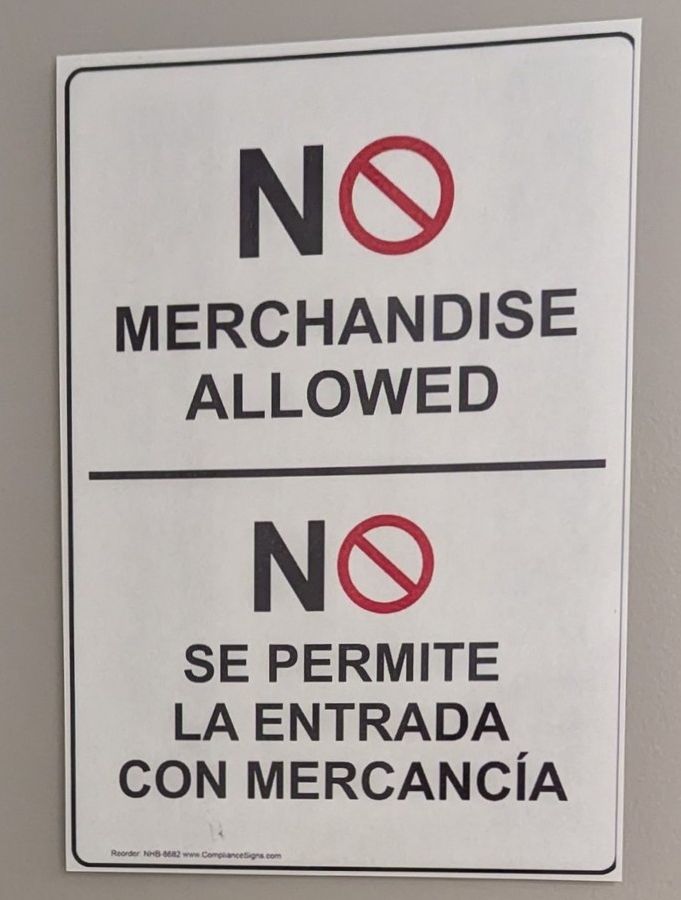 NO
MERCHANDISE
ALLOWED
NO
SE PERMITE
LA ENTRADA
CON MERCANCÍA
Reorder: NHB-8682 www.ComplianceSigns.com